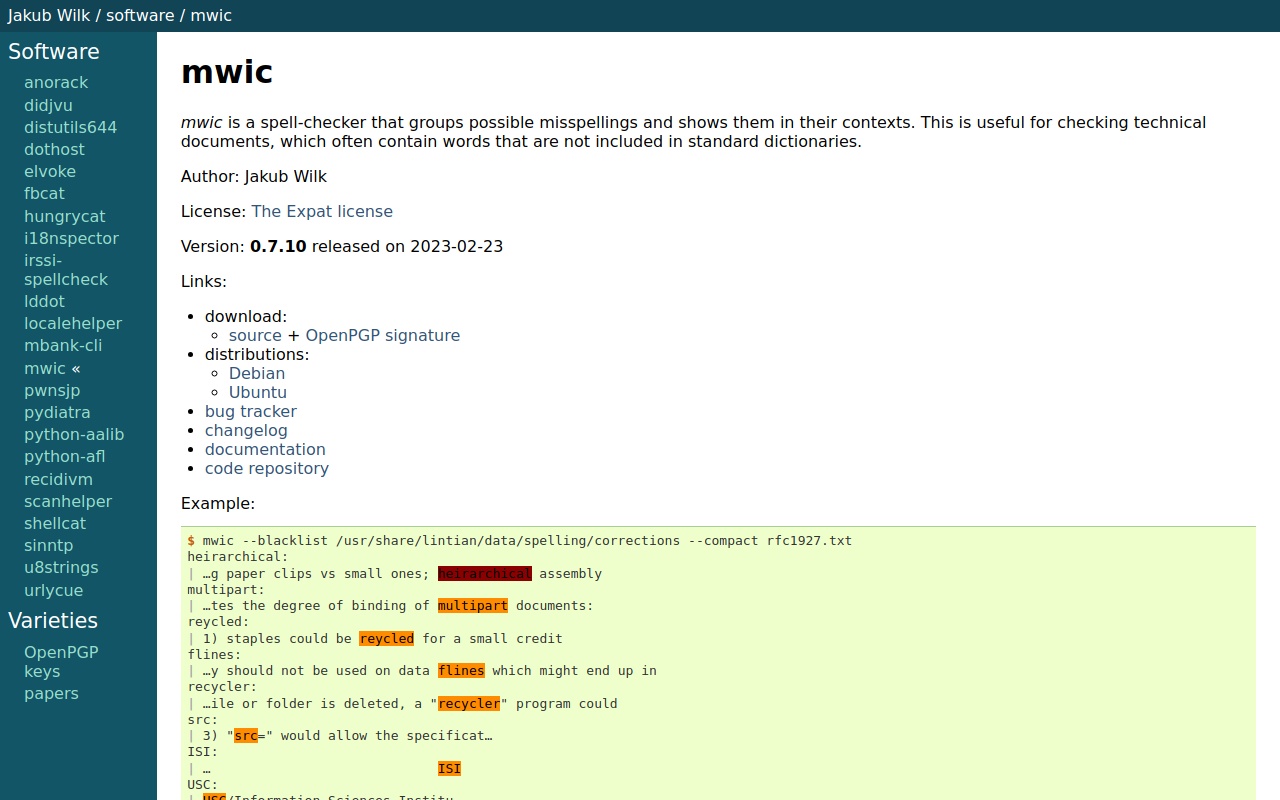 Jakub Wilk / software / mwic
Software
anorack
didjvu
distutils644
dothost
elvoke
fbcat
hungrycat
i18nspector
irssi-
spellcheck
lddot
localehelper
mbank-cli
mwic «
pwnsjp
pydiatra
python-aalib
python-afl
recidivm
scanhelper
shellcat
sinntp
u8strings
urlycue
Varieties
OpenPGP
keys
papers
mwic
mwic is a spell-checker that groups possible misspellings and shows them in their contexts. This is useful for checking technical
documents, which often contain words that are not included in standard dictionaries.
Author: Jakub Wilk
License: The Expat license
Version: 0.7.10 released on 2023-02-23
Links:
• download:
◦ source + OpenPGP signature
• distributions:
◦ Debian
◦ Ubuntu
• bug tracker
• changelog
• documentation
• code repository
Example:
$ mwic --blacklist /usr/share/lintian/data/spelling/corrections --compact rfc1927.txt
heirarchical:
| …g paper clips vs small ones; heirarchical assembly
multipart:
| …tes the degree of binding of multipart documents:
reycled:
| 1) staples could be reycled for a small credit
flines:
| …y should not be used on data flines which might end up in
recycler:
| …ile or folder is deleted, a "recycler" program could
src:
| 3) "src=" would allow the specificat…
ISI:
| … ISI
USC:
| USC/Information Sciences Institu…